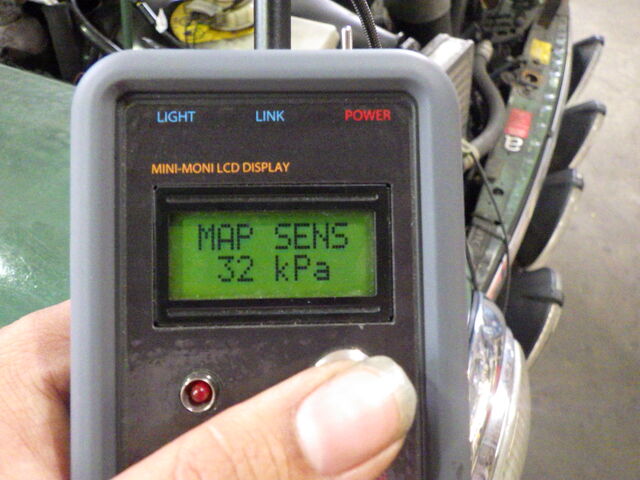 LIGHT LINK POWER
MINI-MONI LCD DISPLAY
MAP SENS
32 kPa